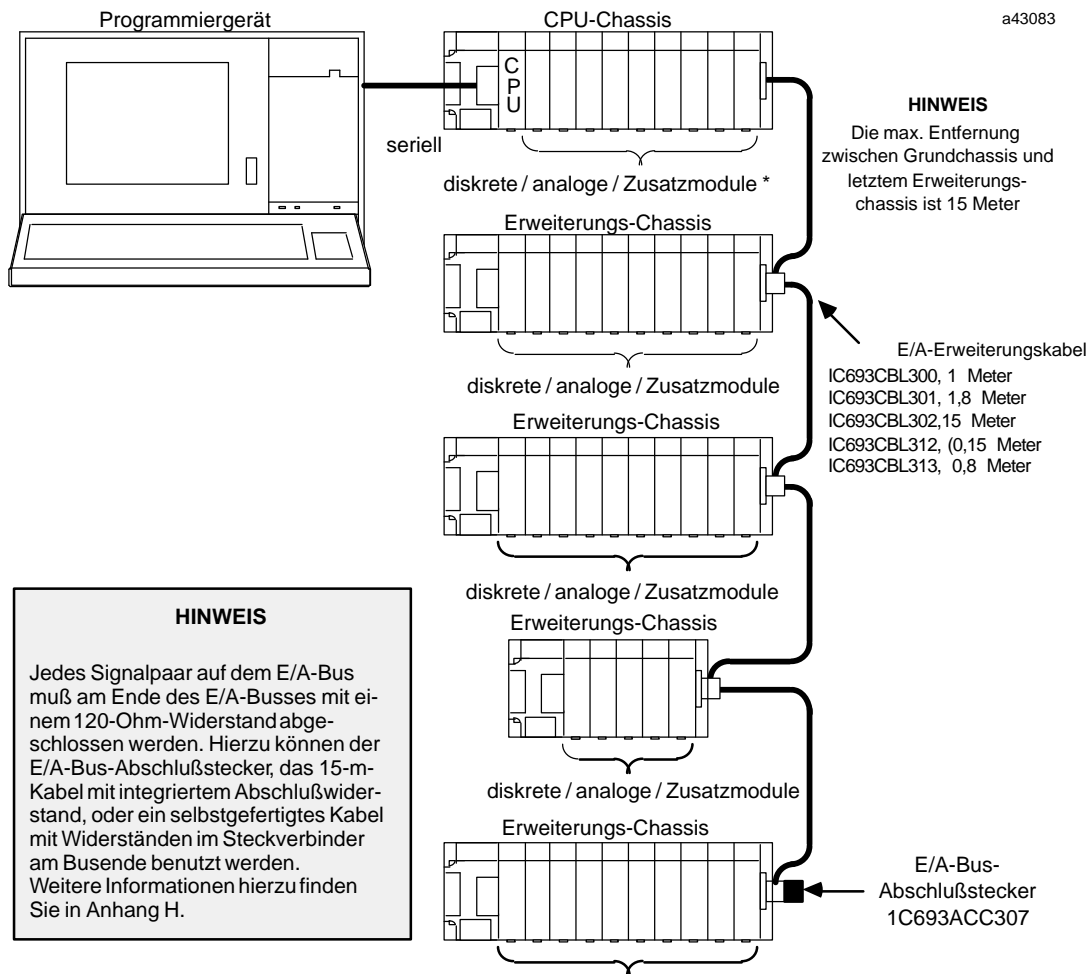 Programmiergerät
CPU-Chassis
a43083
C
P
U
seriell
diskrete / analoge / Zusatzmodule *
HINWEIS
Die max. Entfernung
zwischen Grundchassis und
letztem Erweiterungs-
chassis ist 15 Meter
Erweiterungs-Chassis
diskrete / analoge / Zusatzmodule
E/A-Erweiterungskabel
IC693CBL300, 1 Meter
IC693CBL301, 1,8 Meter
IC693CBL302,15 Meter
IC693CBL312, (0,15 Meter
IC693CBL313, 0,8 Meter
Erweiterungs-Chassis
diskrete / analoge / Zusatzmodule
HINWEIS
Jedes Signalpaar auf dem E/A-Bus
muß am Ende des E/A-Busses mit ei-
nem 120-Ohm-Widerstand abge-
schlossen werden. Hierzu können der
E/A-Bus-Abschlußstecker, das 15-m-
Kabel mit integriertem Abschlußwider-
stand, oder ein selbstgefertigtes Kabel
mit Widerständen im Steckverbinder
am Busende benutzt werden.
Weitere Informationen hierzu finden
Sie in Anhang H.
Erweiterungs-Chassis
diskrete / analoge / Zusatzmodule
Erweiterungs-Chassis
E/A-Bus-
Abschlußstecker
1C693ACC307